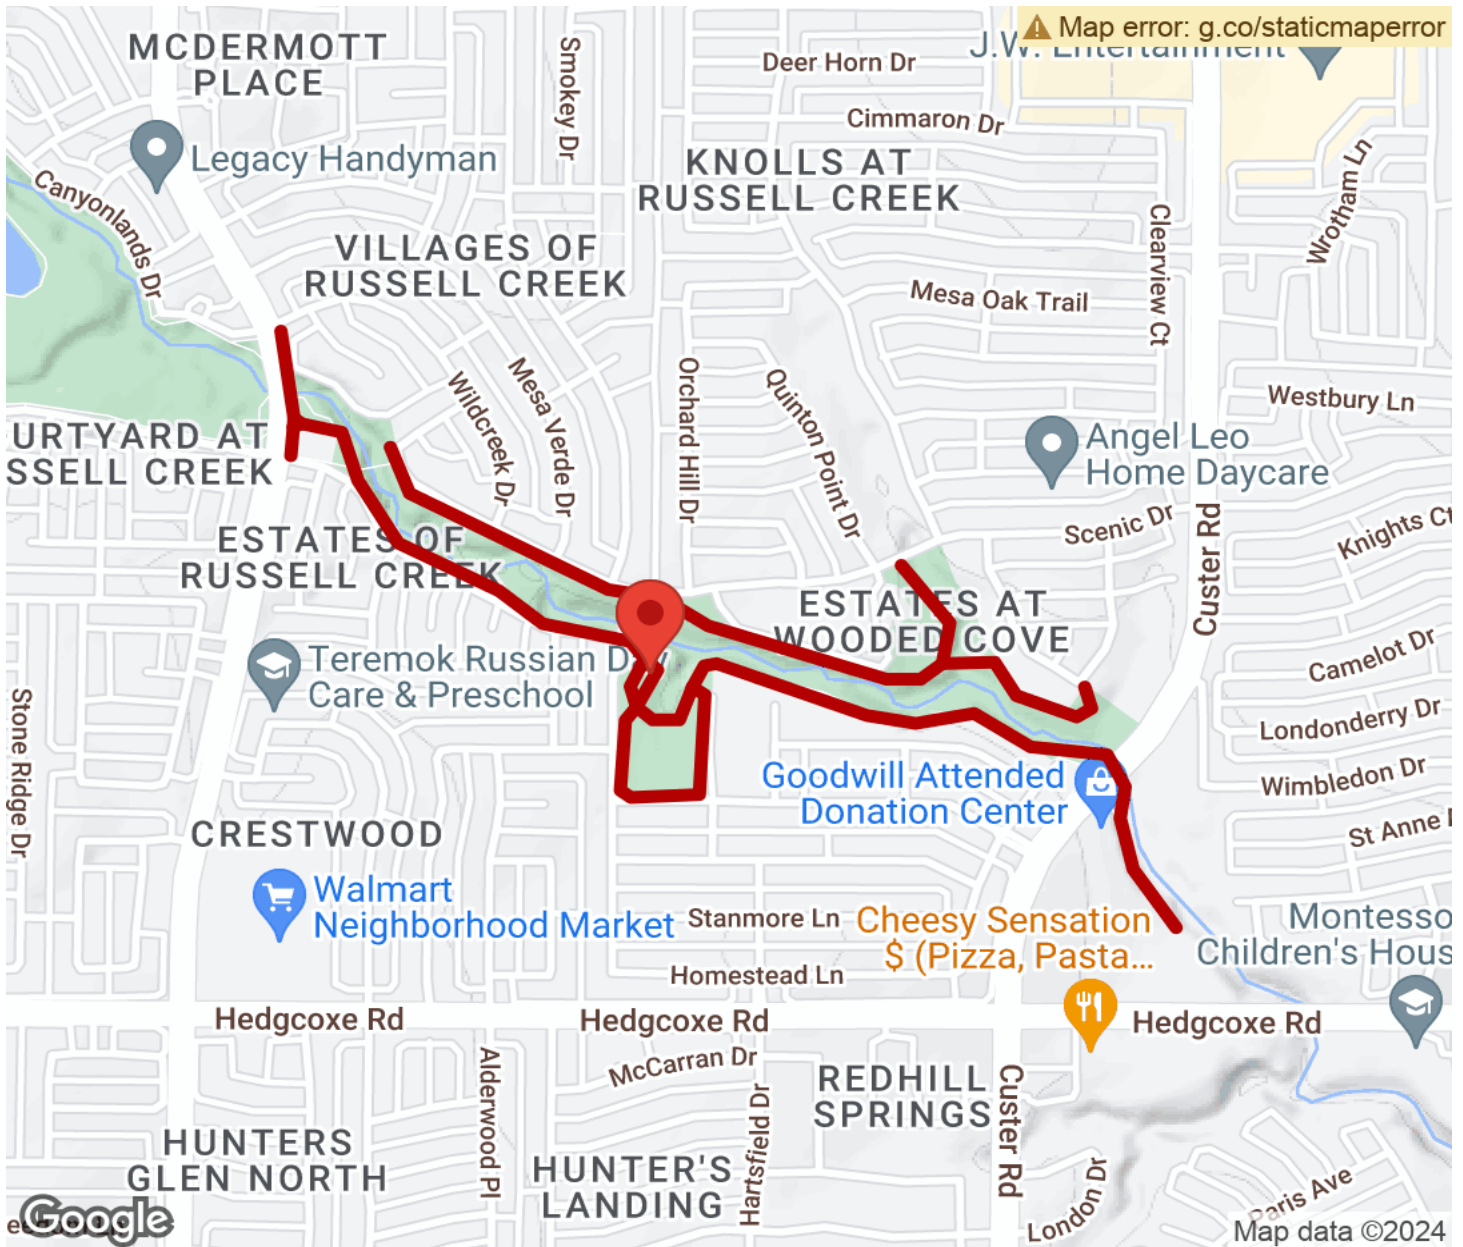 Map error: g.co/staticmaperror
MCDERMOTT
PLACE
Smokey Dr
Deer Horn Dr
J.W. Entertainment
Cimmaron Dr
Legacy Handyman
Canyonlands Dr
KNOLLS AT
RUSSELL CREEK
Wrotham Ln
Clearview Ct
VILLAGES OF
RUSSELL CREEK
Mesa Oak Trail
Wildcreek Dr
Mesa Verde Dr
Orchard Hill Dr
Quinton Point Dr
Westbury Ln
URTYARD AT
SSELL CREEK
Angel Leo
Home Daycare
Scenic Dr
Custer Rd
Knights Ct
ESTATES OF
RUSSELL CREEK
ESTATES AT
WOODED COVE
Camelot Dr
Teremok Russian Day
Care & Preschool
Stone Ridge Dr
Londonderry Dr
Goodwill Attended
Donation Center
Wimbledon Dr
St Anne
CRESTWOOD
Walmart
Neighborhood Market
Stanmore Ln
Cheesy Sensation
$ (Pizza, Pasta...
Montesso
Children's Hous
Homestead Ln
Hedgcoxe Rd
Hedgcoxe Rd
Hedgcoxe Rd
Alderwood Pl
McCarran Dr
Hartsfield Dr
REDHILL
SPRINGS
Custer Rd
HUNTERS
GLEN NORTH
HUNTER'S
LANDING
London Dr
Paris Ave
Google
Map data ©2024